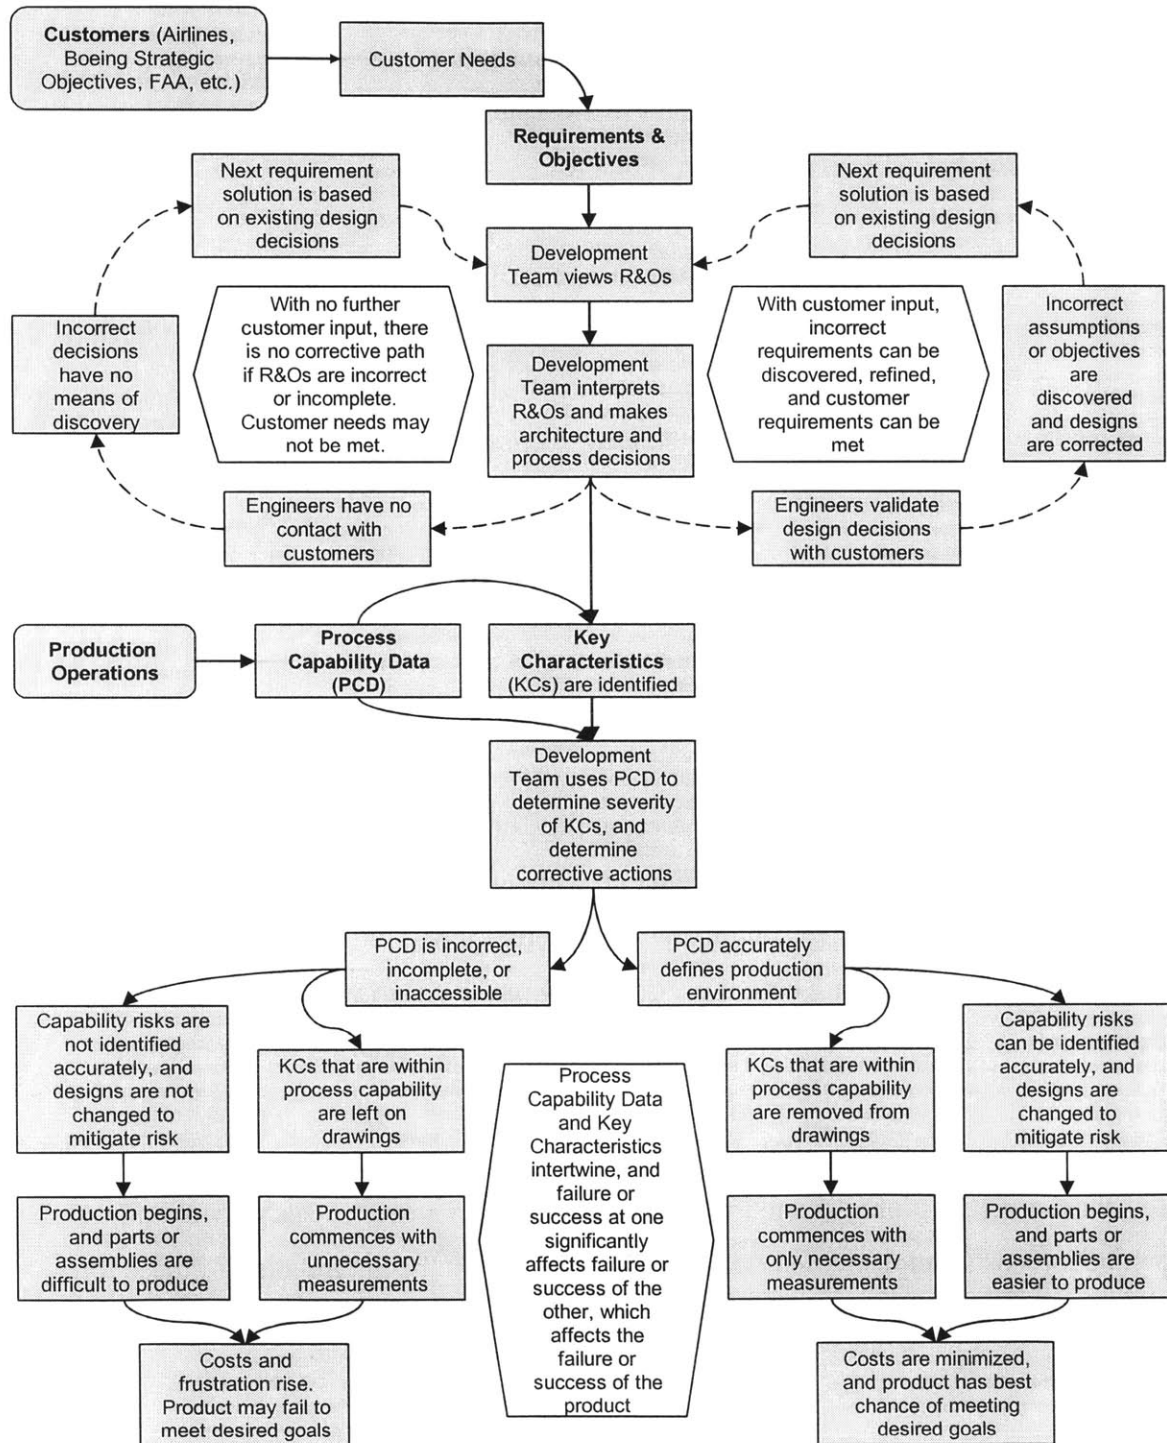 Customers (Airlines,
Boeing Strategic
Objectives, FAA, etc.)
Customer Needs
Requirements &
Objectives
Next requirement
solution is based
on existing design
decisions
Next requirement
solution is based
on existing design
decisions
Development
Team views R&Os
With no further
customer input, there
is no corrective path
if R&Os are incorrect
or incomplete.
Customer needs may
not be met.
With customer input,
incorrect
requirements can be
discovered, refined,
and customer
requirements can be
met
Incorrect
decisions
have no
means of
discovery
Development
Team interprets
R&Os and makes
architecture and
process decisions
Incorrect
assumptions
or objectives
are
discovered
and designs
are corrected
Engineers have no
contact with
customers
Engineers validate
design decisions
with customers
Production
Operations
Process
Capability Data
(PCD)
Key
Characteristics
(KCs) are identified
Development
Team uses PCD to
determine severity
of KCs, and
determine
corrective actions
PCD is incorrect,
incomplete, or
inaccessible
PCD accurately
defines production
environment
Capability risks are
not identified
accurately, and
designs are not
changed to
mitigate risk
KCs that are within
process capability
are left on
drawings
Process
Capability Data
and Key
Characteristics
intertwine, and
failure or
success at one
significantly
affects failure or
success of the
other, which
affects the
failure or
success of the
product
KCs that are within
process capability
are removed from
drawings
Capability risks
can be identified
accurately, and
designs are
changed to
mitigate risk
Production begins,
and parts or
assemblies are
difficult to produce
Production
commences with
unnecessary
measurements
Production
commences with
only necessary
measurements
Production begins,
and parts or
assemblies are
easier to produce
Costs and
frustration rise.
Product may fail to
meet desired goals
Costs are minimized,
and product has best
chance of meeting
desired goals